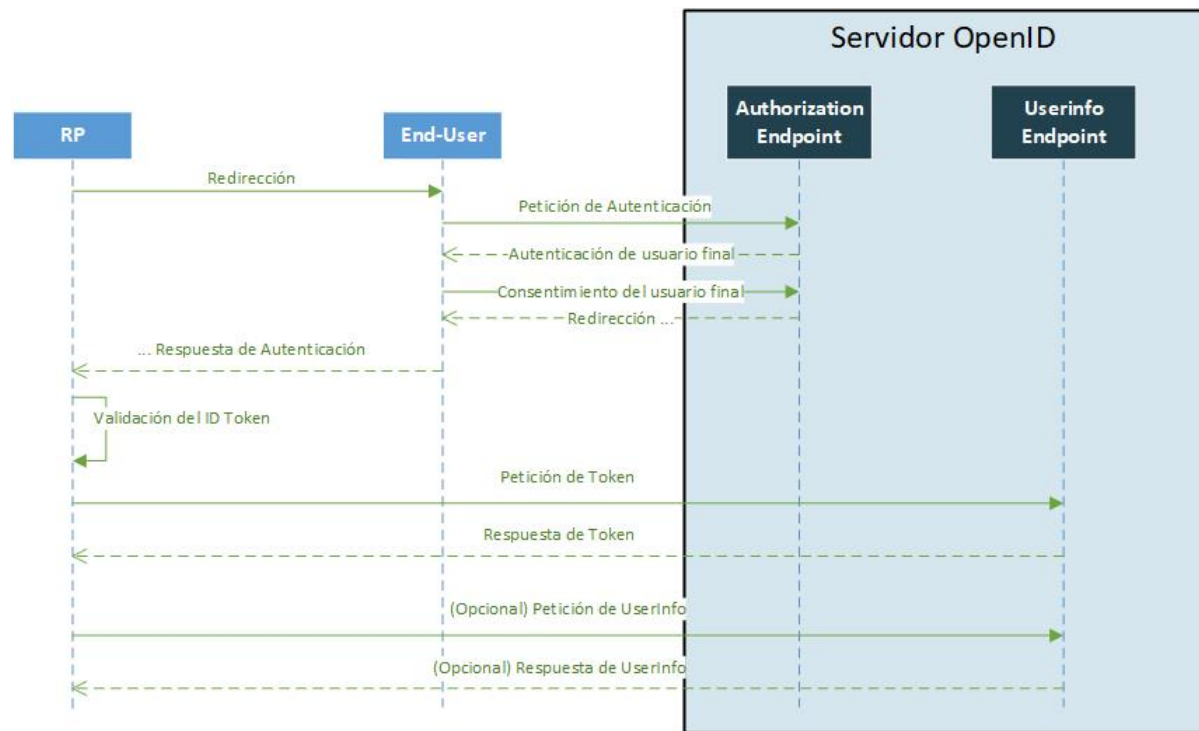 Servidor OpenID
RP
End-User
Authorization
Endpoint
Userinfo
Endpoint
Redirección
Petición de Autenticación
Autenticación de usuario final
Consentimiento del usuario final
Redirección ...
... Respuesta de Autenticación
Validación del ID Token
Petición de Token
Respuesta de Token
(Opcional) Petición de UserInfo
(Opcional) Respuesta de UserInfo